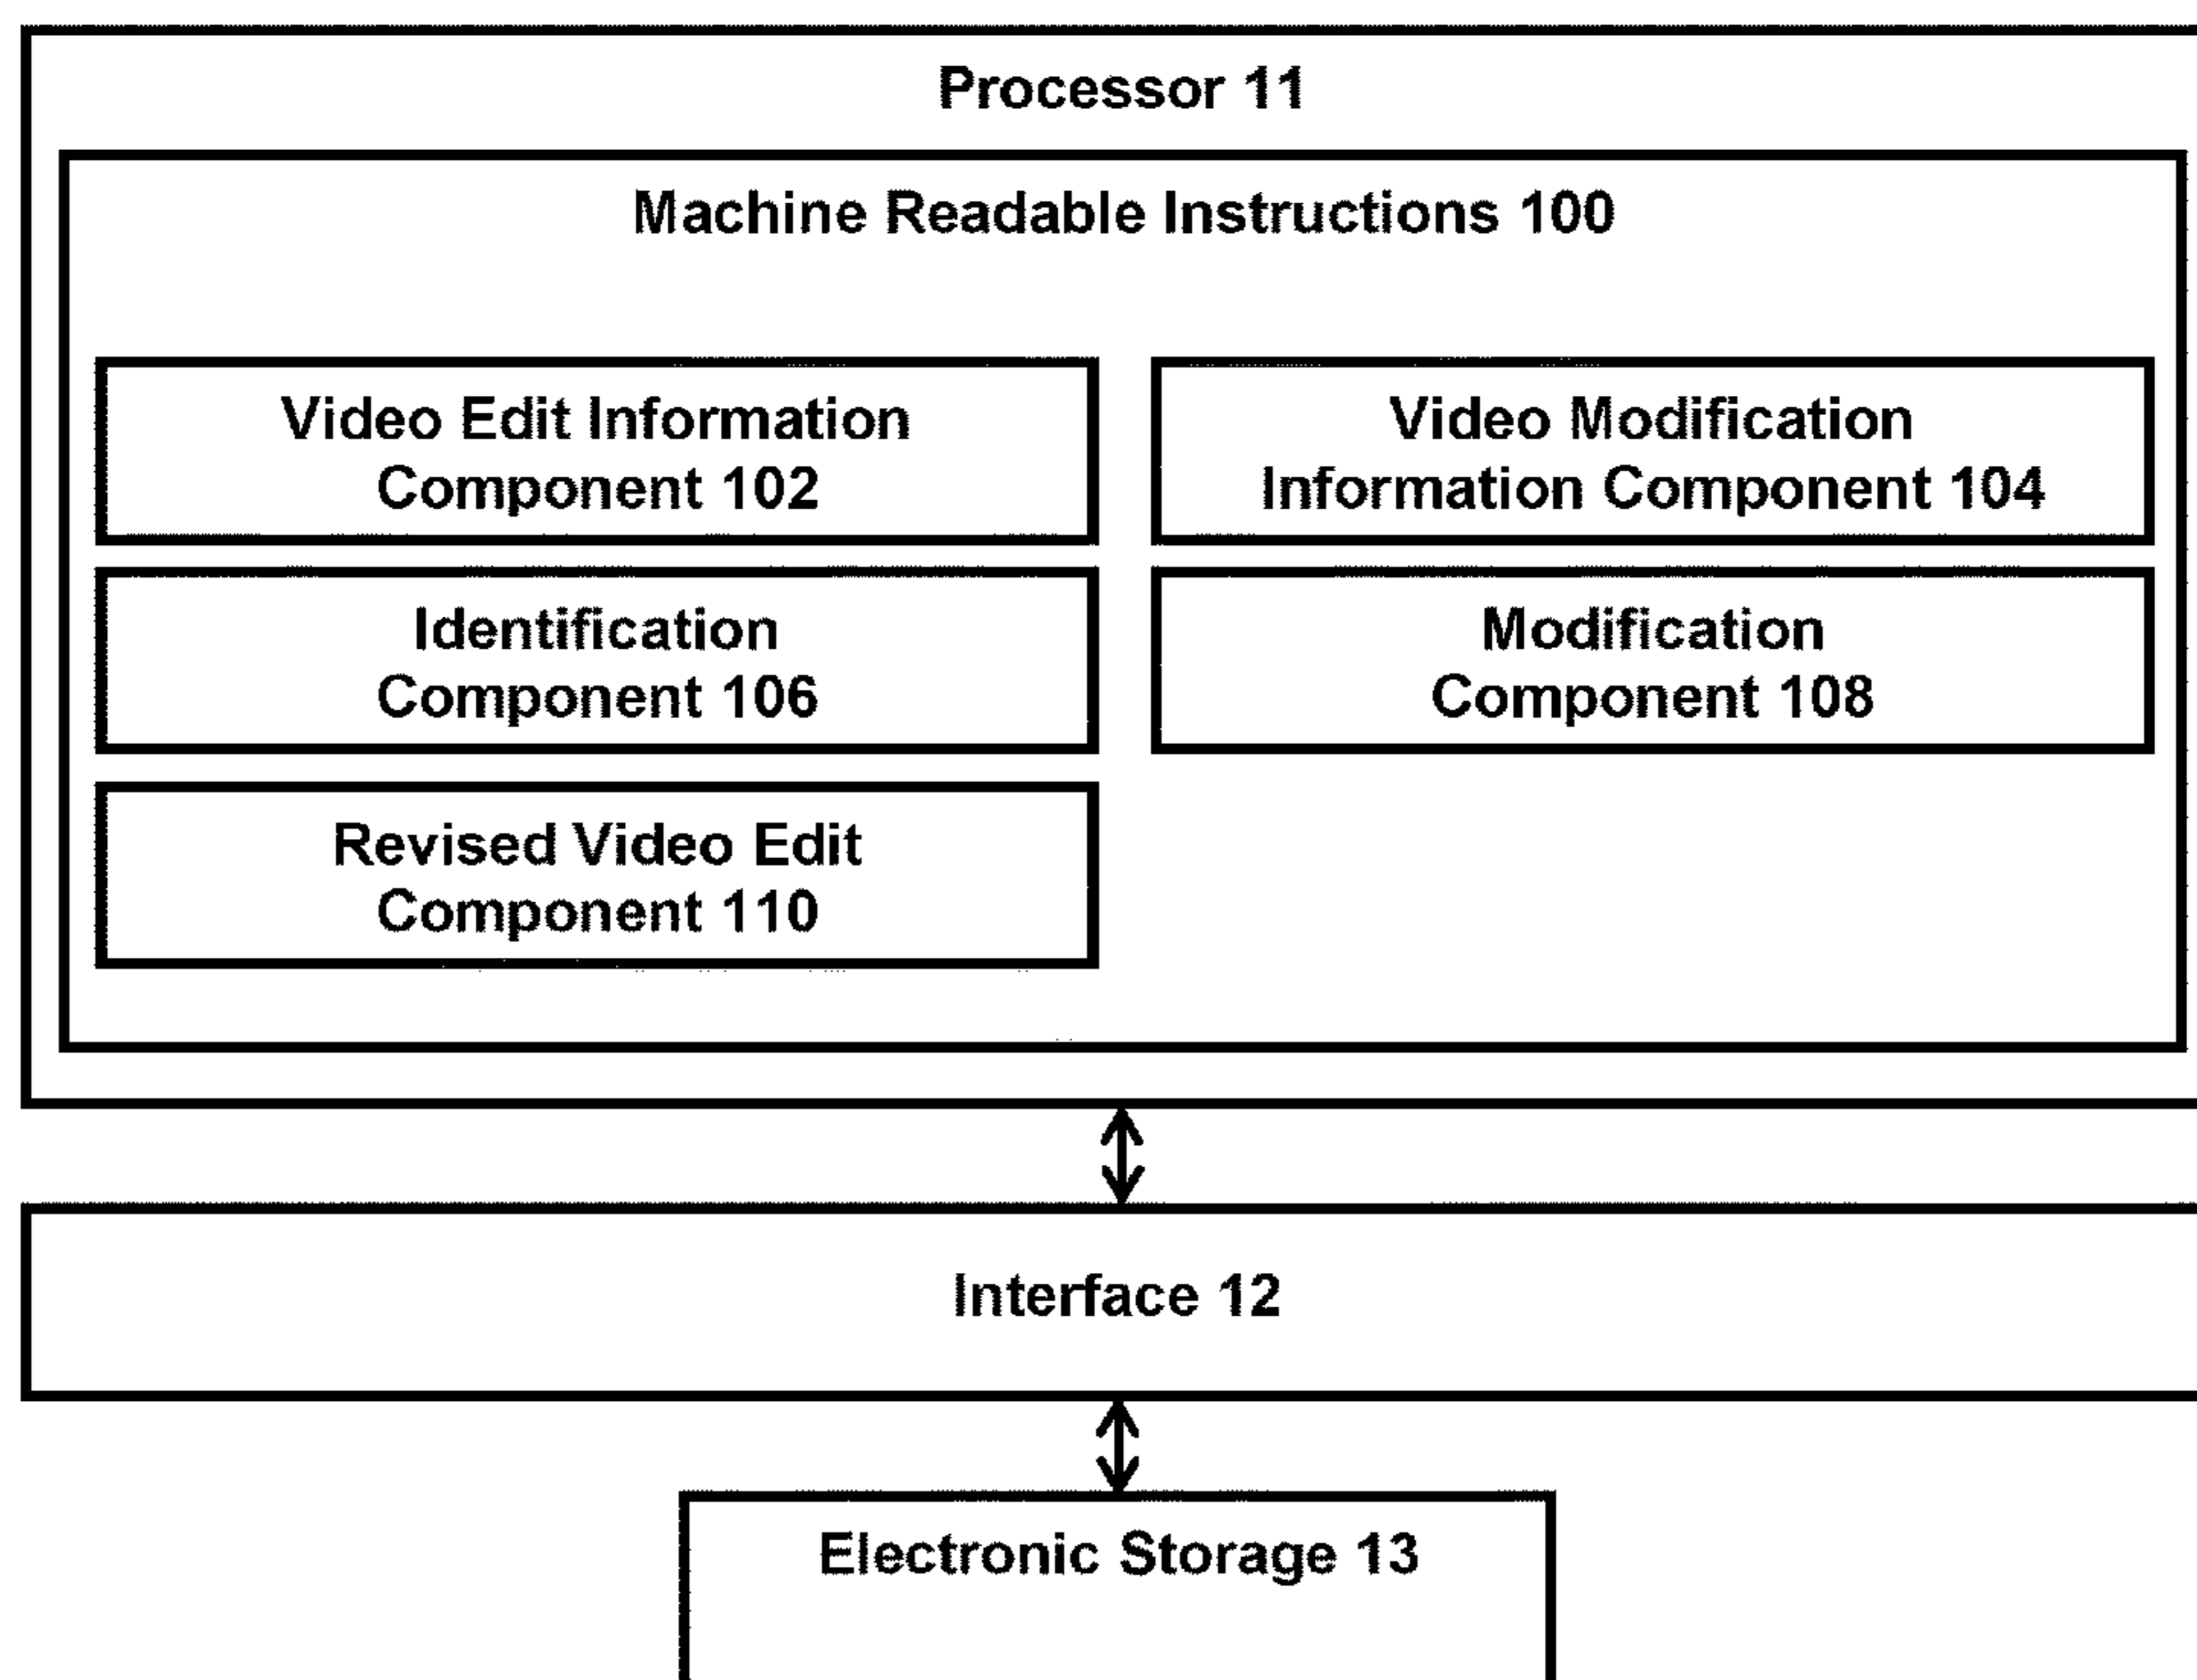 Processor 11
Machine Readable Instructions 100
Video Edit Information
Component 102
Video Modification
Information Component 104
Identification
Component 106
Modification
Component 108
Revised Video Edit
Component 110
Interface 12
Electronic Storage 13